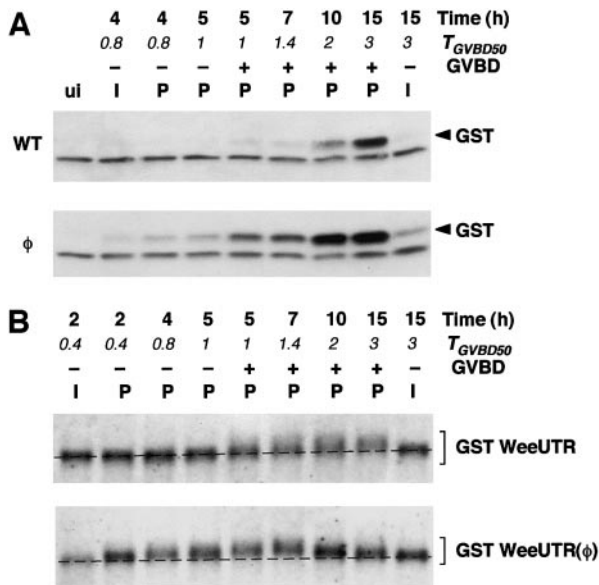 A
4 4 5 5 7 10 15 15 Time (h)
0.8 0.8 1 1 1.4 2 3 3 TGVBD50
– – – + + + + – GVBD
ui I P P P P P P I
WT
◄ GST
ϕ
◄ GST
B
2 2 4 5 5 7 10 15 15 Time (h)
0.4 0.4 0.8 1 1 1.4 2 3 3 TGVBD50
– – – – + + + + – GVBD
I P P P P P P P I
GST WeeUTR
GST WeeUTR(ϕ)